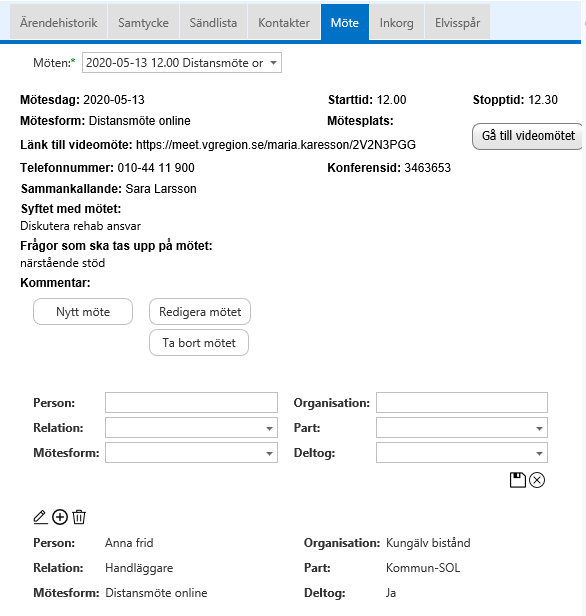 Ärendehistorik Samtycke Sändlista Kontakter Möte Inkorg Elvisspår
Möten:* 2020-05-13 12.00 Distansmöte or
Mötesdag: 2020-05-13 Starttid: 12.00 Stopptid: 12.30
Mötesform: Distansmöte online Mötesplats:
Länk till videomöte: https://meet.vgregion.se/maria.karesson/2V2N3PGG Gå till videomötet
Telefonnummer: 010-44 11 900 Konferensid: 3463653
Sammankallande: Sara Larsson
Syftet med mötet:
Diskutera rehab ansvar
Frågor som ska tas upp på mötet:
närstående stöd
Kommentar:
Nytt möte Redigera mötet
Ta bort mötet
Person: Organisation:
Relation: Part:
Mötesform: Deltog:
Person: Anna frid Organisation: Kungälv bistånd
Relation: Handläggare Part: Kommun-SOL
Mötesform: Distansmöte online Deltog: Ja